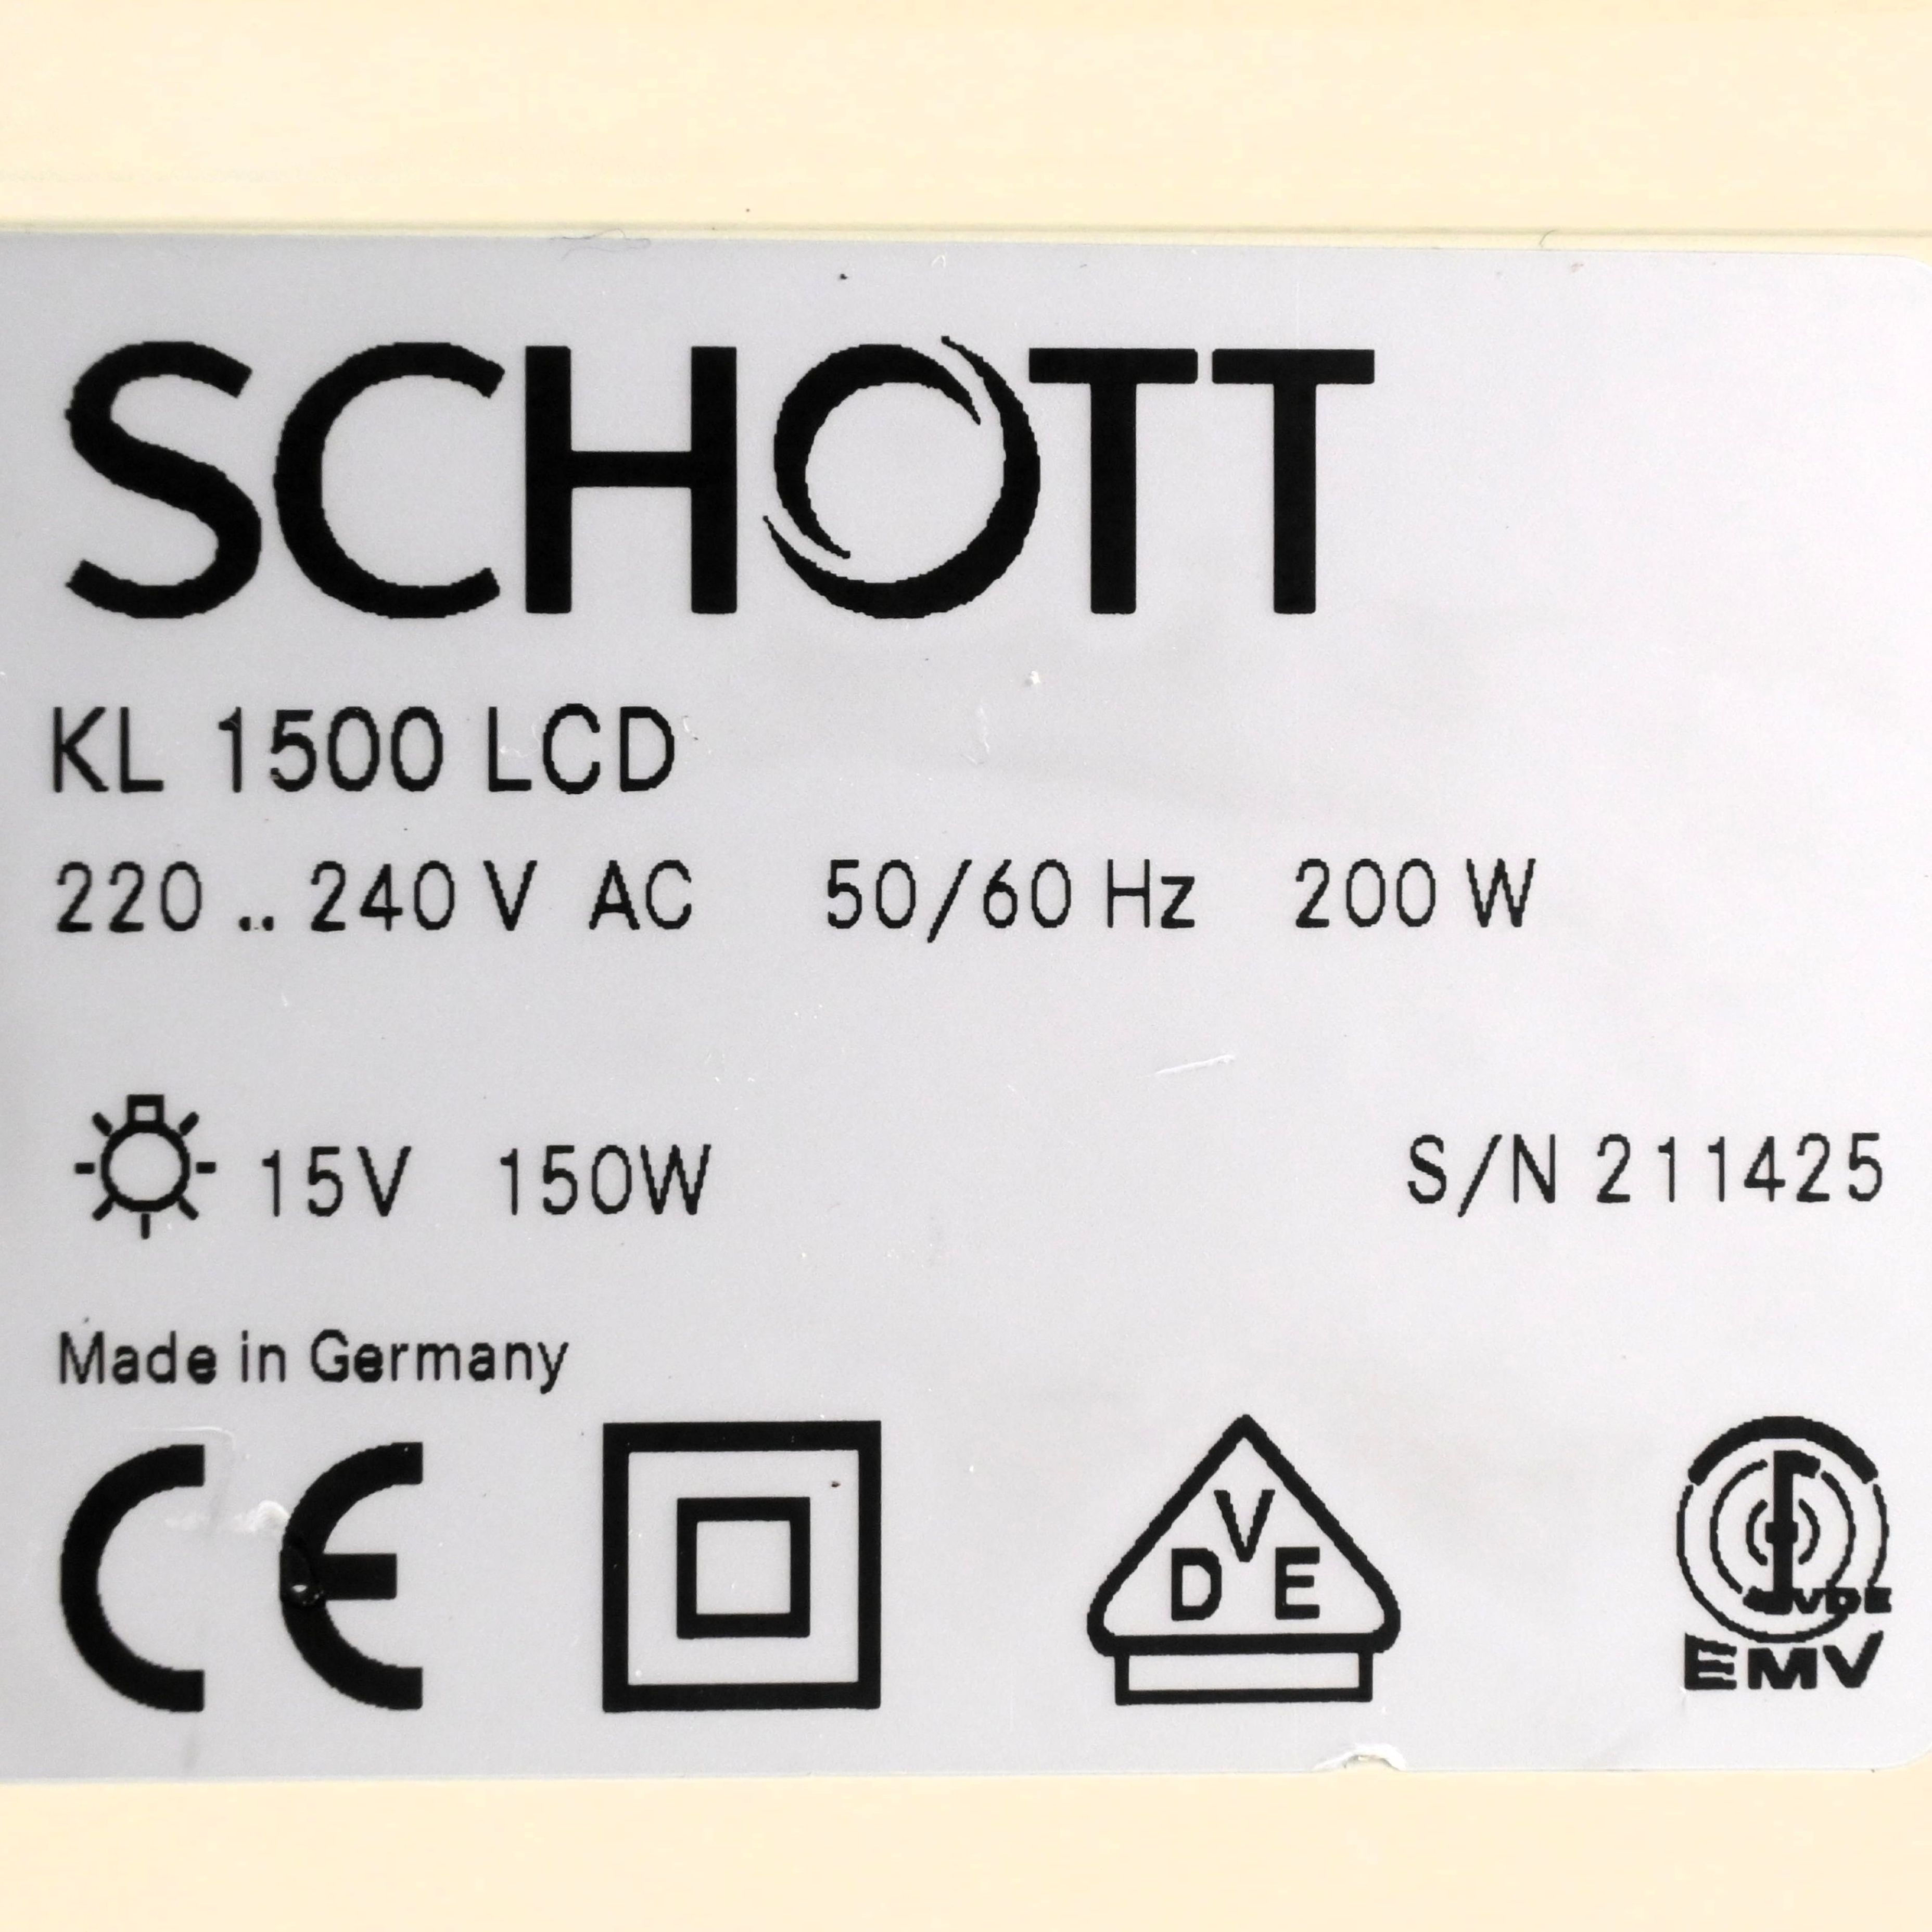 SCHOTT
KL 1500 LCD
220 .. 240 V AC 50/60 Hz 200 W
15V 150W S/N 211425
Made in Germany
CE
V
D E
VDE
EMV